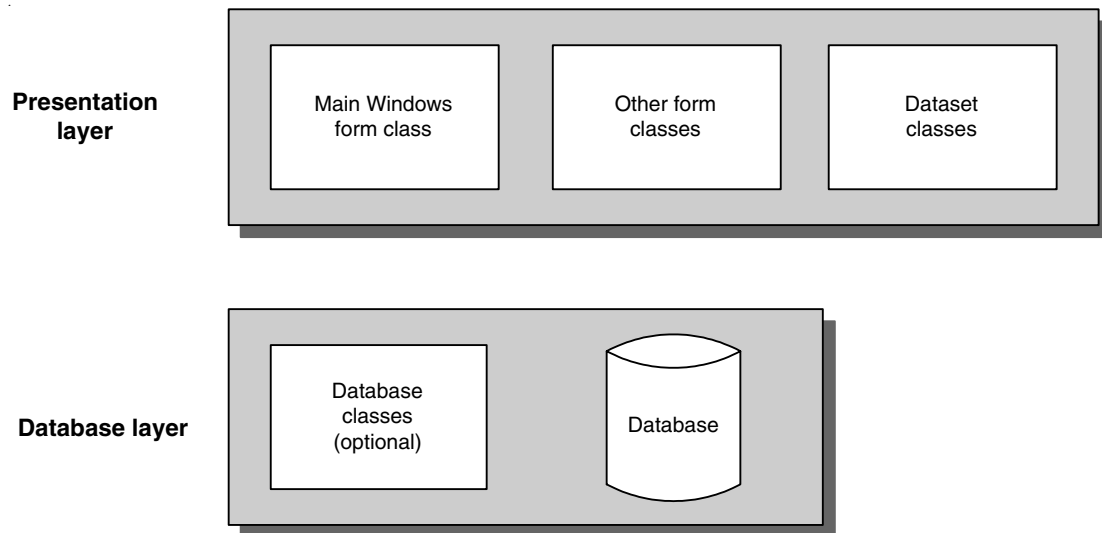 Presentation
layer
Main Windows
form class
Other form
classes
Dataset
classes
Database layer
Database
classes
(optional)
Database